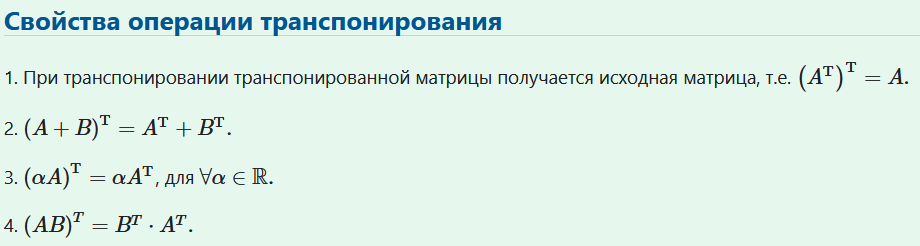 Свойства операции транспонирования
1. При транспонировании транспонированной матрицы получается исходная матрица, т.е. $\left(A^{\mathrm{T}}\right)^{\mathrm{T}} = A.$
2. $(A + B)^{\mathrm{T}} = A^{\mathrm{T}} + B^{\mathrm{T}}.$
3. $(\alpha A)^{\mathrm{T}} = \alpha A^{\mathrm{T}}$, для $\forall \alpha \in \mathbb{R}.$
4. $(AB)^{T} = B^{T} \cdot A^{T}.$